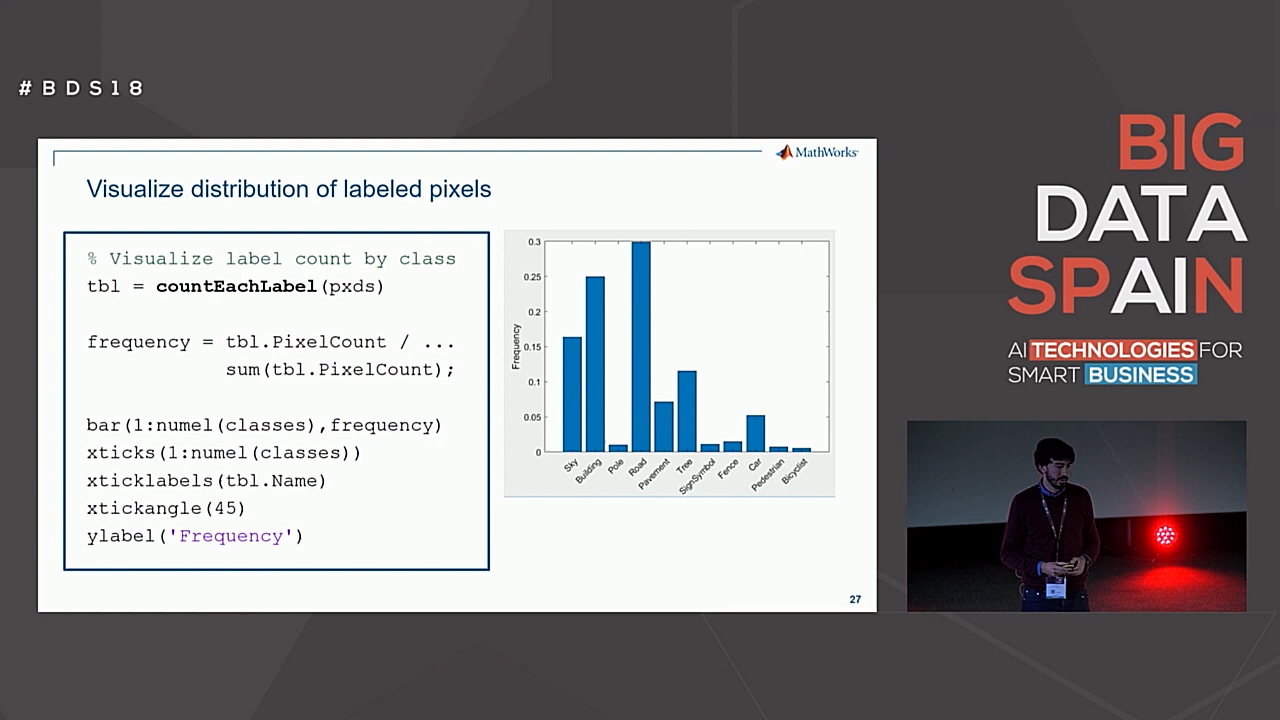 #BDS18
MathWorks
Visualize distribution of labeled pixels
% Visualize label count by class
tbl = countEachLabel(pxds)
frequency = tbl.PixelCount / ...
sum(tbl.PixelCount);
bar(1:numel(classes),frequency)
xticks(1:numel(classes))
xticklabels(tbl.Name)
xtickangle(45)
ylabel('Frequency')
Frequency
0.3
0.25
0.2
0.15
0.1
0.05
0
Sky
Building
Pole
Road
Pavement
Tree
SignSymbol
Fence
Car
Pedestrian
Bicyclist
27
BIG
DATA
SPAIN
AI TECHNOLOGIES FOR
SMART BUSINESS